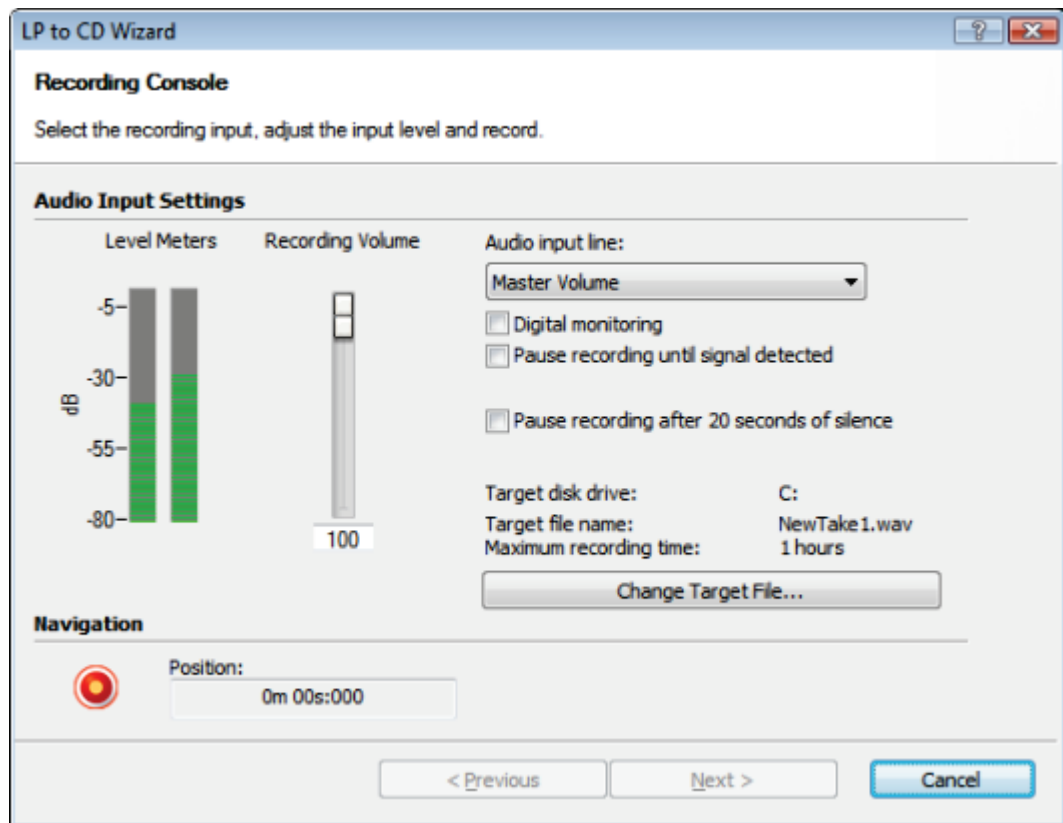 LP to CD Wizard
Recording Console
Select the recording input, adjust the input level and record.
Audio Input Settings
Level Meters
Recording Volume
Audio input line:
Master Volume
Digital monitoring
Pause recording until signal detected
Pause recording after 20 seconds of silence
-5
-30
-55
-80
dB
100
Target disk drive: C:
Target file name: NewTake1.wav
Maximum recording time: 1 hours
Change Target File...
Navigation
Position:
0m 00s:000
< Previous
Next >
Cancel